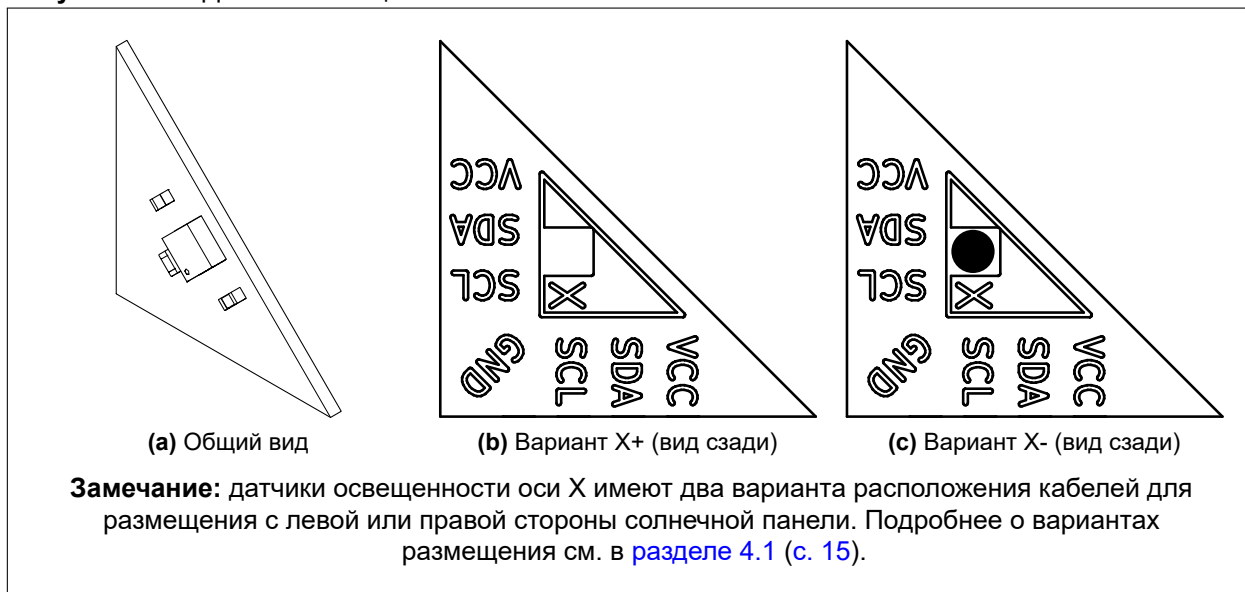 VCC
SDA
SCL
X
GND
SCL
SDA
VCC
VCC
SDA
SCL
X
GND
SCL
SDA
VCC
(a) Общий вид
(b) Вариант X+ (вид сзади)
(c) Вариант X- (вид сзади)
Замечание: датчики освещенности оси X имеют два варианта расположения кабелей для
размещения с левой или правой стороны солнечной панели. Подробнее о вариантах
размещения см. в разделе 4.1 (с. 15).